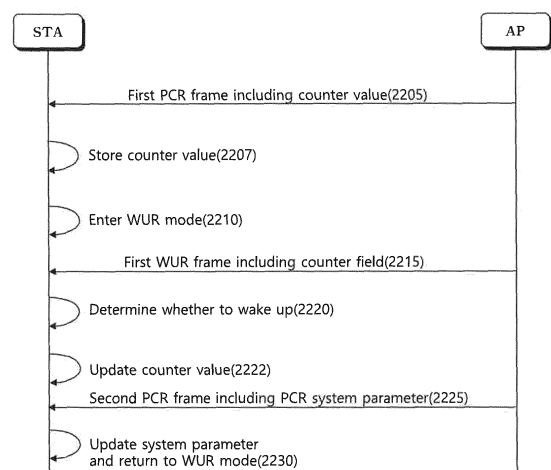 STA
AP
First PCR frame including counter value(2205)
Store counter value(2207)
Enter WUR mode(2210)
First WUR frame including counter field(2215)
Determine whether to wake up(2220)
Update counter value(2222)
Second PCR frame including PCR system parameter(2225)
Update system parameter
and return to WUR mode(2230)